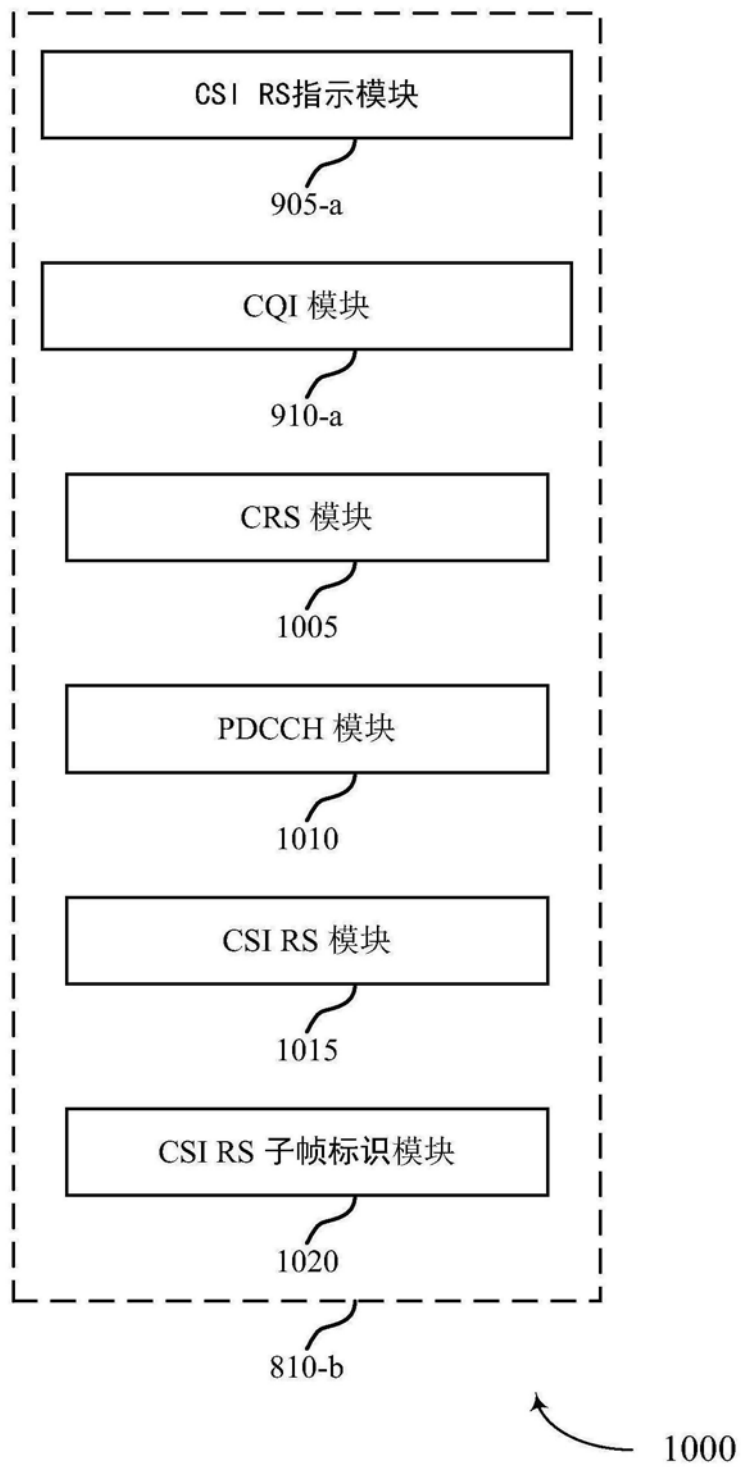 CSI RS指示模块
905-a
CQI 模块
910-a
CRS 模块
1005
PDCCH 模块
1010
CSI RS 模块
1015
CSI RS 子帧标识模块
1020
810-b
1000